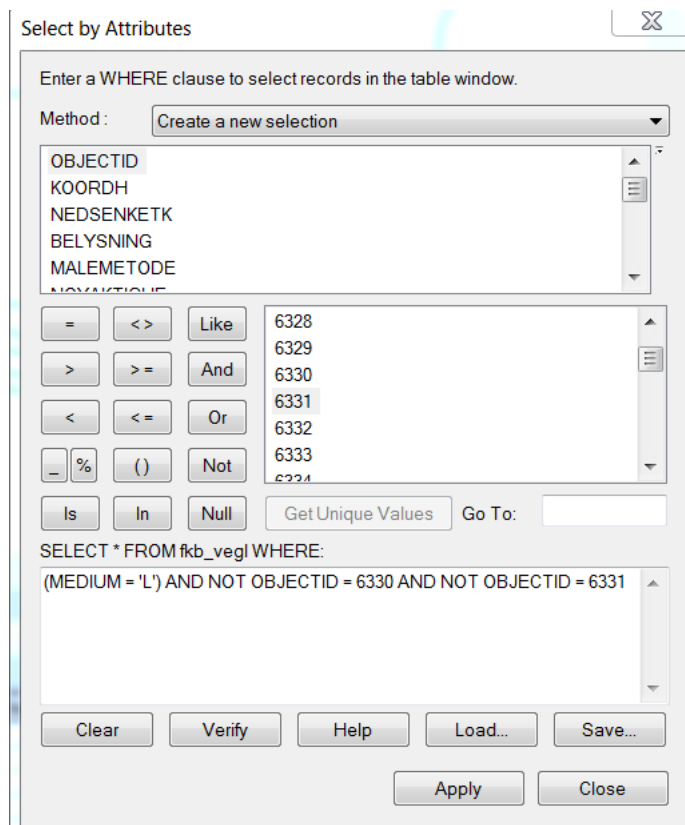 Select by Attributes
Enter a WHERE clause to select records in the table window.
Method : Create a new selection
OBJECTID
KOORDH
NEDSENKETK
BELYSNING
MALEMETODE
= <> Like
> >= And
< <= Or
_ % () Not
Is In Null
6328
6329
6330
6331
6332
6333
6334
Get Unique Values Go To:
SELECT * FROM fkb_vegl WHERE:
(MEDIUM = 'L') AND NOT OBJECTID = 6330 AND NOT OBJECTID = 6331
Clear Verify Help Load... Save...
Apply Close